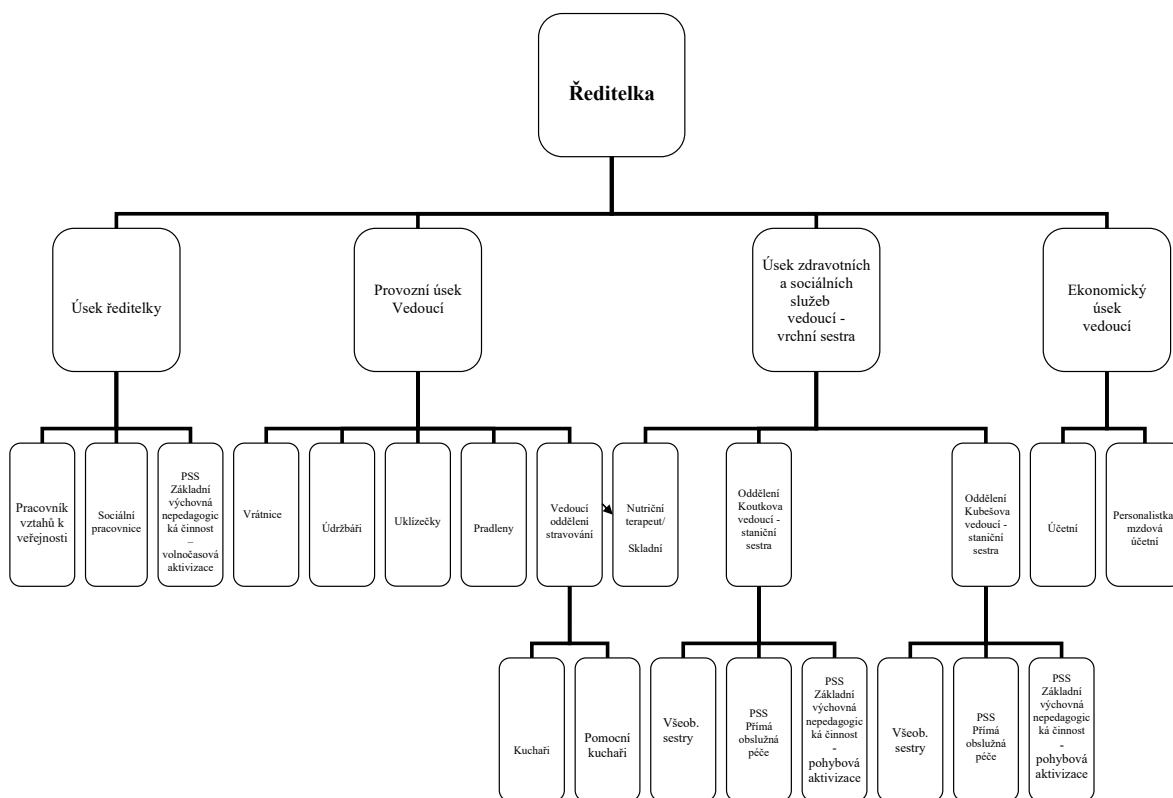 Ředitelka
Úsek ředitelky
Provozní úsek
Vedoucí
Úsek zdravotních
a sociálních
služeb
vedoucí -
vrchní sestra
Ekonomický
úsek
vedoucí
Pracovník
vztahů k
veřejnosti
Sociální
pracovnice
PSS
Základní
výchovná
nepedagogic
ká činnost
–
volnočasová
aktivizace
Vrátnice
Údržbáři
Uklízečky
Pradleny
Vedoucí
oddělení
stravování
Nutriční
terapeut/
Skladní
Oddělení
Koutkova
vedoucí -
staniční
sestra
Oddělení
Kubešova
vedoucí -
staniční
sestra
Účetní
Personalistka,
mzdová
účetní
Kuchaři
Pomocní
kuchaři
Všeob.
sestry
PSS
Přímá
obslužná
péče
PSS
Základní
výchovná
nepedagogic
ká činnost
-
pohybová
aktivizace
Všeob.
sestry
PSS
Přímá
obslužná
péče
PSS
Základní
výchovná
nepedagogic
ká činnost
-
pohybová
aktivizace